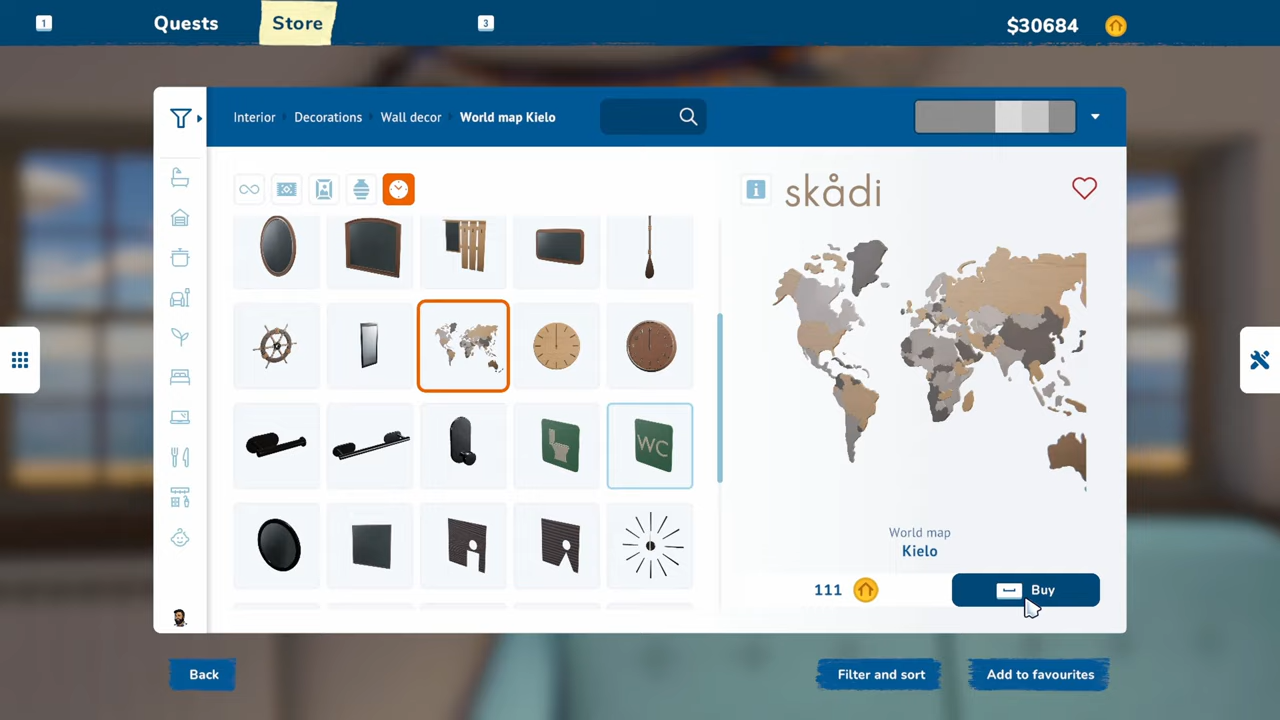 1
Quests
Store
3
$30684
Interior
Decorations
Wall decor
World map Kielo
i
skådi
WC
World map
Kielo
111
Buy
Back
Filter and sort
Add to favourites